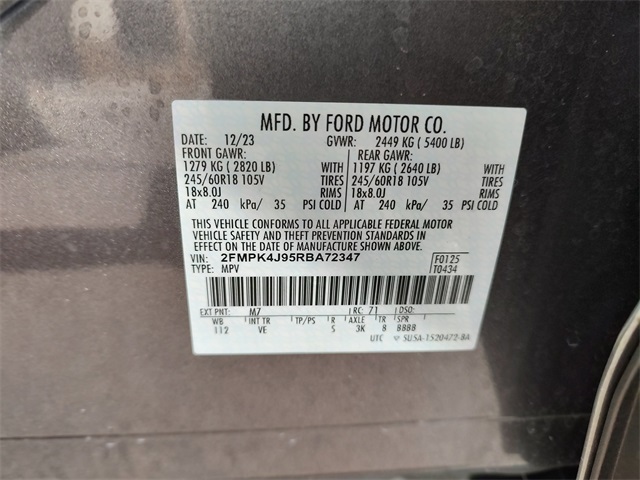 MFD. BY FORD MOTOR CO.
DATE: 12/23 GVWR: 2449 KG ( 5400 LB)
FRONT GAWR: REAR GAWR:
1279 KG ( 2820 LB) WITH 1197 KG ( 2640 LB) WITH
245/60R18 105V TIRES 245/60R18 105V TIRES
18x8.0J RIMS 18x8.0J RIMS
AT 240 kPa/ 35 PSI COLD AT 240 kPa/ 35 PSI COLD
THIS VEHICLE CONFORMS TO ALL APPLICABLE FEDERAL MOTOR
VEHICLE SAFETY AND THEFT PREVENTION STANDARDS IN
EFFECT ON THE DATE OF MANUFACTURE SHOWN ABOVE.
VIN: 2FMPK4J95RBA72347 F0125
TYPE: MPV T0434
EXT PNT: M7 RC: 71 DSO:
WB INT TR TP/PS R AXLE TR SPR
112 VE 5 3K 8 8888
UTC SU5A-1520472-BA